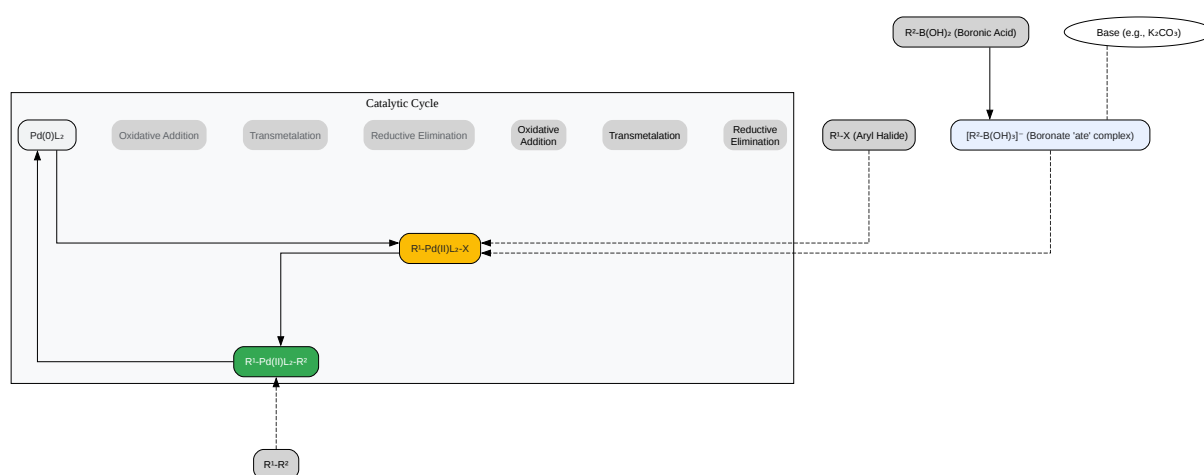 R²-B(OH)₂ (Boronic Acid)
Base (e.g., K₂CO₃)
Catalytic Cycle
Pd(0)L₂
Oxidative Addition
Transmetalation
Reductive Elimination
Oxidative
Addition
Transmetalation
Reductive
Elimination
R¹-X (Aryl Halide)
[R²-B(OH)₃]⁻ (Boronate 'ate' complex)
R¹-Pd(II)L₂-X
R¹-Pd(II)L₂-R²
R¹-R²